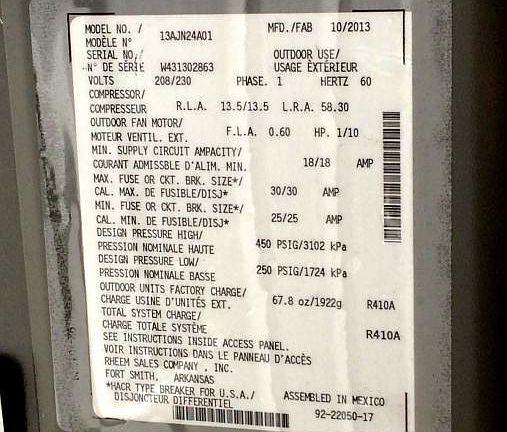 MODEL NO. / MFD./FAB 10/2013
MODÈLE N° 13AJN24A01
SERIAL NO./ OUTDOOR USE/
N° DE SÉRIE W431302863 USAGE EXTÉRIEUR
VOLTS 208/230 PHASE. 1 HERTZ 60
COMPRESSOR/
COMPRESSEUR R.L.A. 13.5/13.5 L.R.A. 58.30
OUTDOOR FAN MOTOR/
MOTEUR VENTIL. EXT. F.L.A. 0.60 HP. 1/10
MIN. SUPPLY CIRCUIT AMPACITY/
COURANT ADMISSBLE D'ALIM. MIN. 18/18 AMP
MAX. FUSE OR CKT. BRK. SIZE*/
CAL. MAX. DE FUSIBLE/DISJ* 30/30 AMP
MIN. FUSE OR CKT. BRK. SIZE*/
CAL. MIN. DE FUSIBLE/DISJ* 25/25 AMP
DESIGN PRESSURE HIGH/
PRESSION NOMINALE HAUTE 450 PSIG/3102 kPa
DESIGN PRESSURE LOW/
PRESSION NOMINALE BASSE 250 PSIG/1724 kPa
OUTDOOR UNITS FACTORY CHARGE/
CHARGE USINE D'UNITÉS EXT. 67.8 oz/1922g R410A
TOTAL SYSTEM CHARGE/
CHARGE TOTALE SYSTÈME R410A
SEE INSTRUCTIONS INSIDE ACCESS PANEL.
VOIR INSTRUCTIONS DANS LE PANNEAU D'ACCÈS
RHEEM SALES COMPANY , INC.
FORT SMITH, ARKANSAS
*HACR TYPE BREAKER FOR U.S.A./ ASSEMBLED IN MEXICO
DISJONCTEUR DIFFERENTIEL 92-22050-17